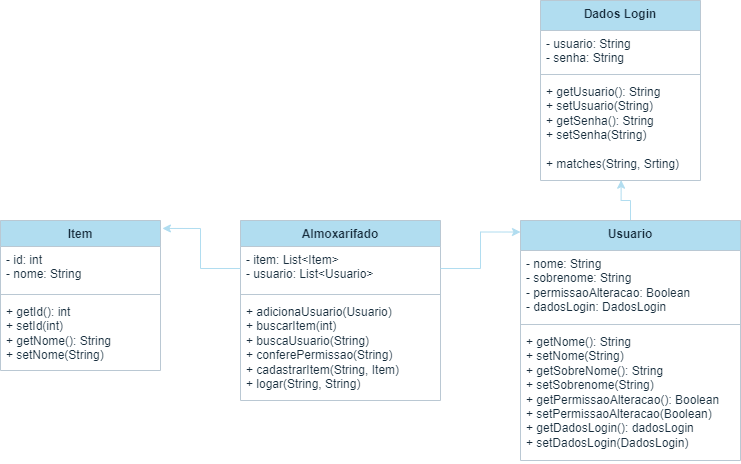 Dados Login
- usuario: String
- senha: String
+ getUsuario(): String
+ setUsuario(String)
+ getSenha(): String
+ setSenha(String)
+ matches(String, Srting)
Item
- id: int
- nome: String
+ getId(): int
+ setId(int)
+ getNome(): String
+ setNome(String)
Almoxarifado
- item: List<Item>
- usuario: List<Usuario>
+ adicionaUsuario(Usuario)
+ buscarItem(int)
+ buscaUsuario(String)
+ conferePermissao(String)
+ cadastrarItem(String, Item)
+ logar(String, String)
Usuario
- nome: String
- sobrenome: String
- permissaoAlteracao: Boolean
- dadosLogin: DadosLogin
+ getNome(): String
+ setNome(String)
+ getSobreNome(): String
+ setSobrenome(String)
+ getPermissaoAlteracao(): Boolean
+ setPermissaoAlteracao(Boolean)
+ getDadosLogin(): dadosLogin
+ setDadosLogin(DadosLogin)